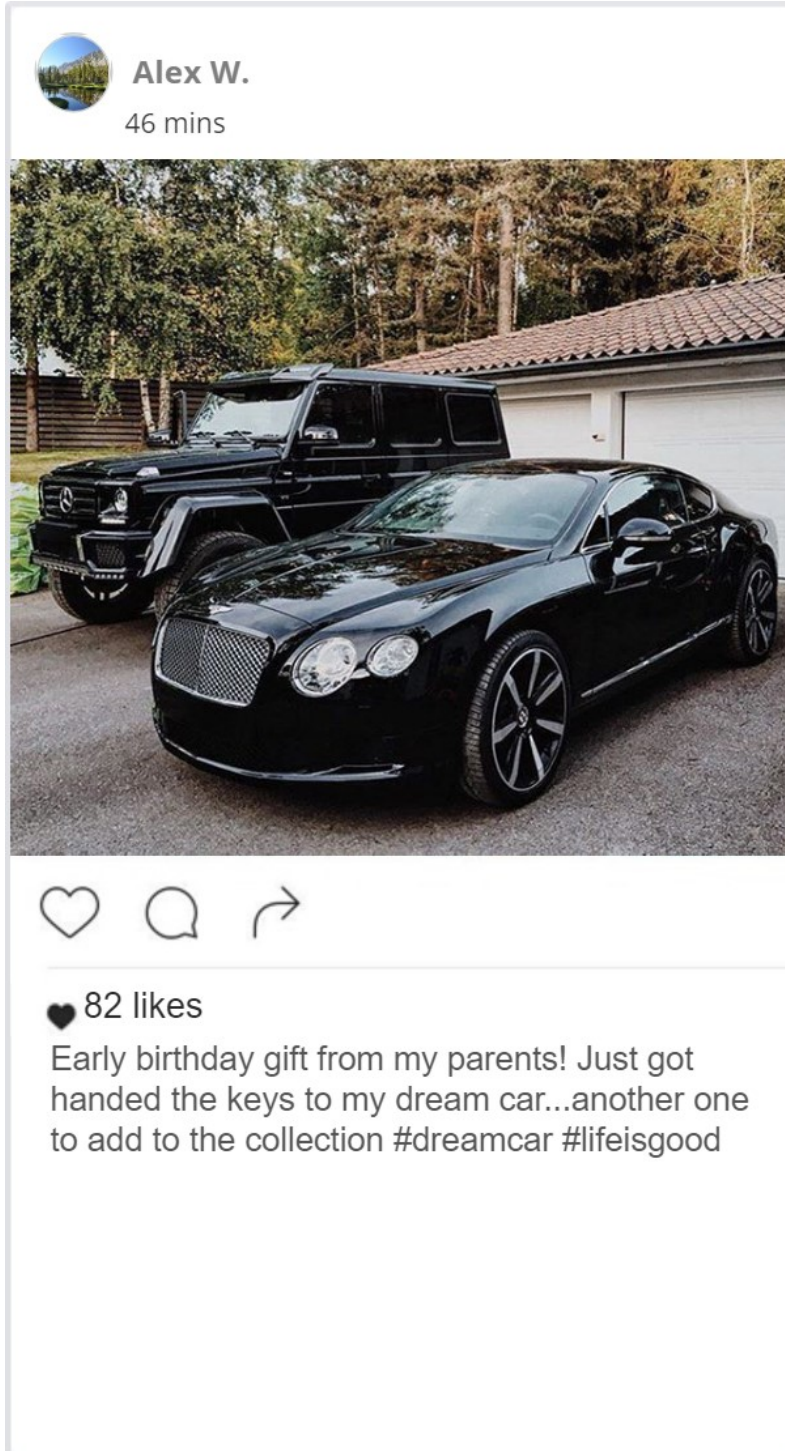 Alex W.
46 mins
82 likes
Early birthday gift from my parents! Just got
handed the keys to my dream car...another one
to add to the collection #dreamcar #lifeisgood